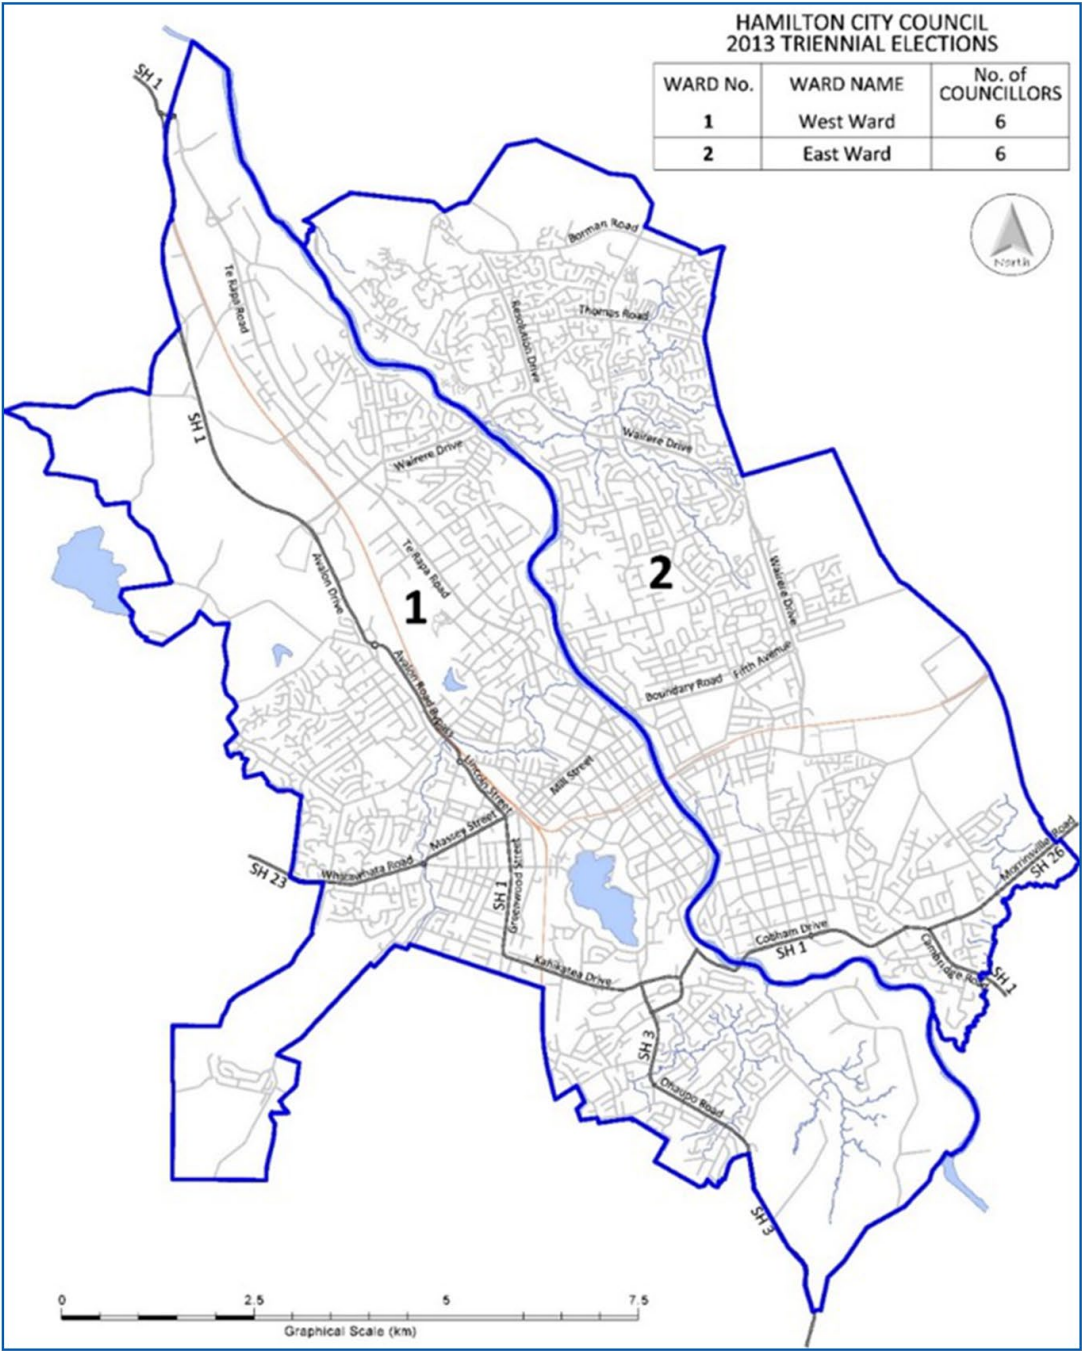 HAMILTON CITY COUNCIL
2013 TRIENNIAL ELECTIONS
WARD No. WARD NAME No. of COUNCILLORS
1 West Ward 6
2 East Ward 6
North
SH 1
Borman Road
Te Rapa Road
Resolution Drive
Thomas Road
SH 1
Wairere Drive
Wairere Drive
Avalon Drive
Te Rapa Road
1
2
Wairere Drive
Fifth Avenue
Boundary Road
Avalon Road Bypass
Lincoln Street
Mill Street
Massey Street
Whatawhata Road
SH 23
SH 1
Greenwood Street
Morrinsville Road
SH 26
Cobham Drive
SH 1
Cambridge Road
SH 1
Kahikatea Drive
SH 3
Ohaupo Road
SH 3
0 2.5 5 7.5
Graphical Scale (km)